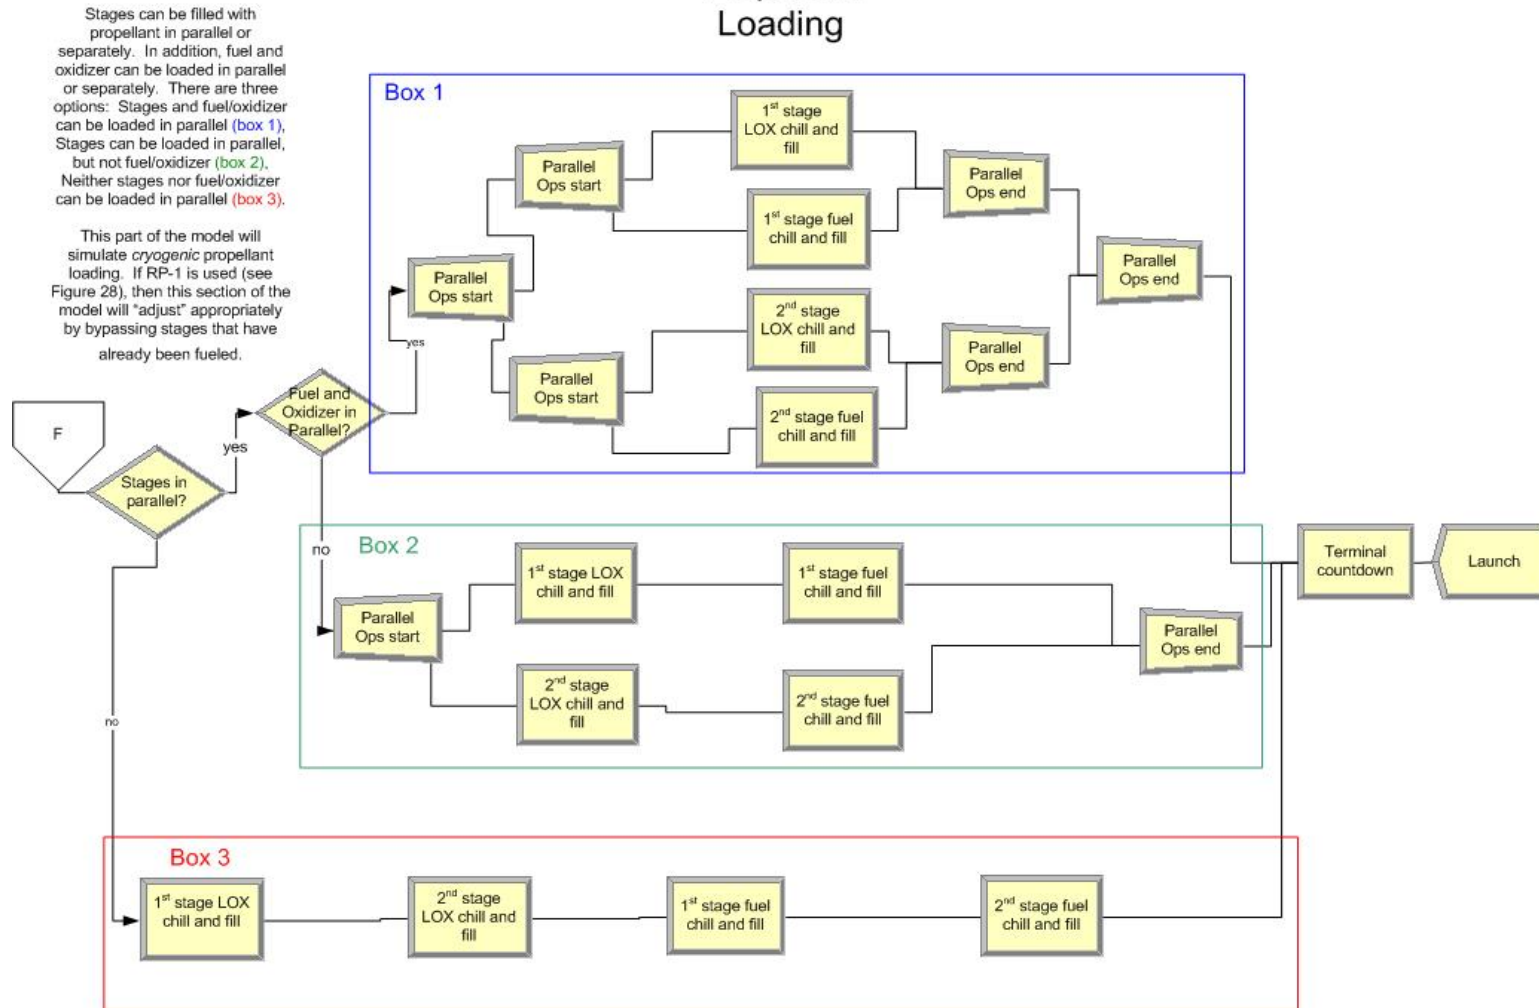 Loading
Stages can be filled with
propellant in parallel or
separately. In addition, fuel and
oxidizer can be loaded in parallel
or separately. There are three
options: Stages and fuel/oxidizer
can be loaded in parallel (box 1),
Stages can be loaded in parallel,
but not fuel/oxidizer (box 2),
Neither stages nor fuel/oxidizer
can be loaded in parallel (box 3).
This part of the model will
simulate cryogenic propellant
loading. If RP-1 is used (see
Figure 28), then this section of the
model will “adjust” appropriately
by bypassing stages that have
already been fueled.
F
Stages in
parallel?
yes
no
Fuel and
Oxidizer in
Parallel?
yes
no
Box 1
Parallel
Ops start
Parallel
Ops start
1st stage
LOX chill and
fill
1st stage fuel
chill and fill
Parallel
Ops end
Parallel
Ops start
2nd stage
LOX chill and
fill
2nd stage fuel
chill and fill
Parallel
Ops end
Parallel
Ops end
Box 2
Parallel
Ops start
1st stage LOX
chill and fill
1st stage fuel
chill and fill
2nd stage
LOX chill and
fill
2nd stage fuel
chill and fill
Parallel
Ops end
Terminal
countdown
Launch
Box 3
1st stage LOX
chill and fill
2nd stage
LOX chill and
fill
1st stage fuel
chill and fill
2nd stage fuel
chill and fill